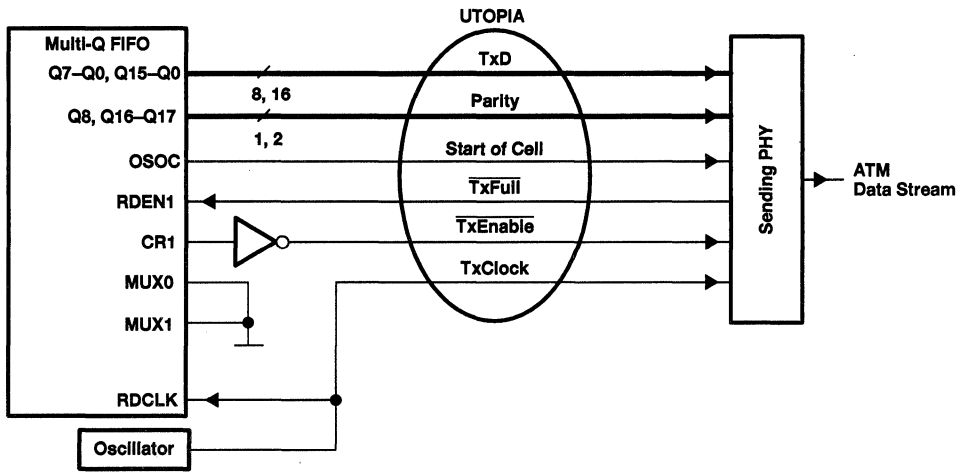 UTOPIA
Multi-Q FIFO
Q7–Q0, Q15–Q0
8, 16
TxD
Q8, Q16–Q17
1, 2
Parity
OSOC
Start of Cell
RDEN1
TxFull
CR1
TxEnable
MUX0
TxClock
MUX1
RDCLK
Oscillator
Sending PHY
ATM
Data Stream